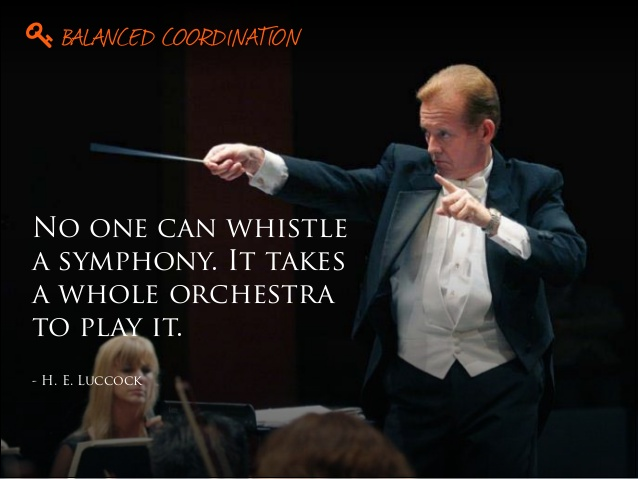 BALANCED COORDINATION
No one can whistle
a symphony. It takes
a whole orchestra
to play it.
- H. E. Luccock